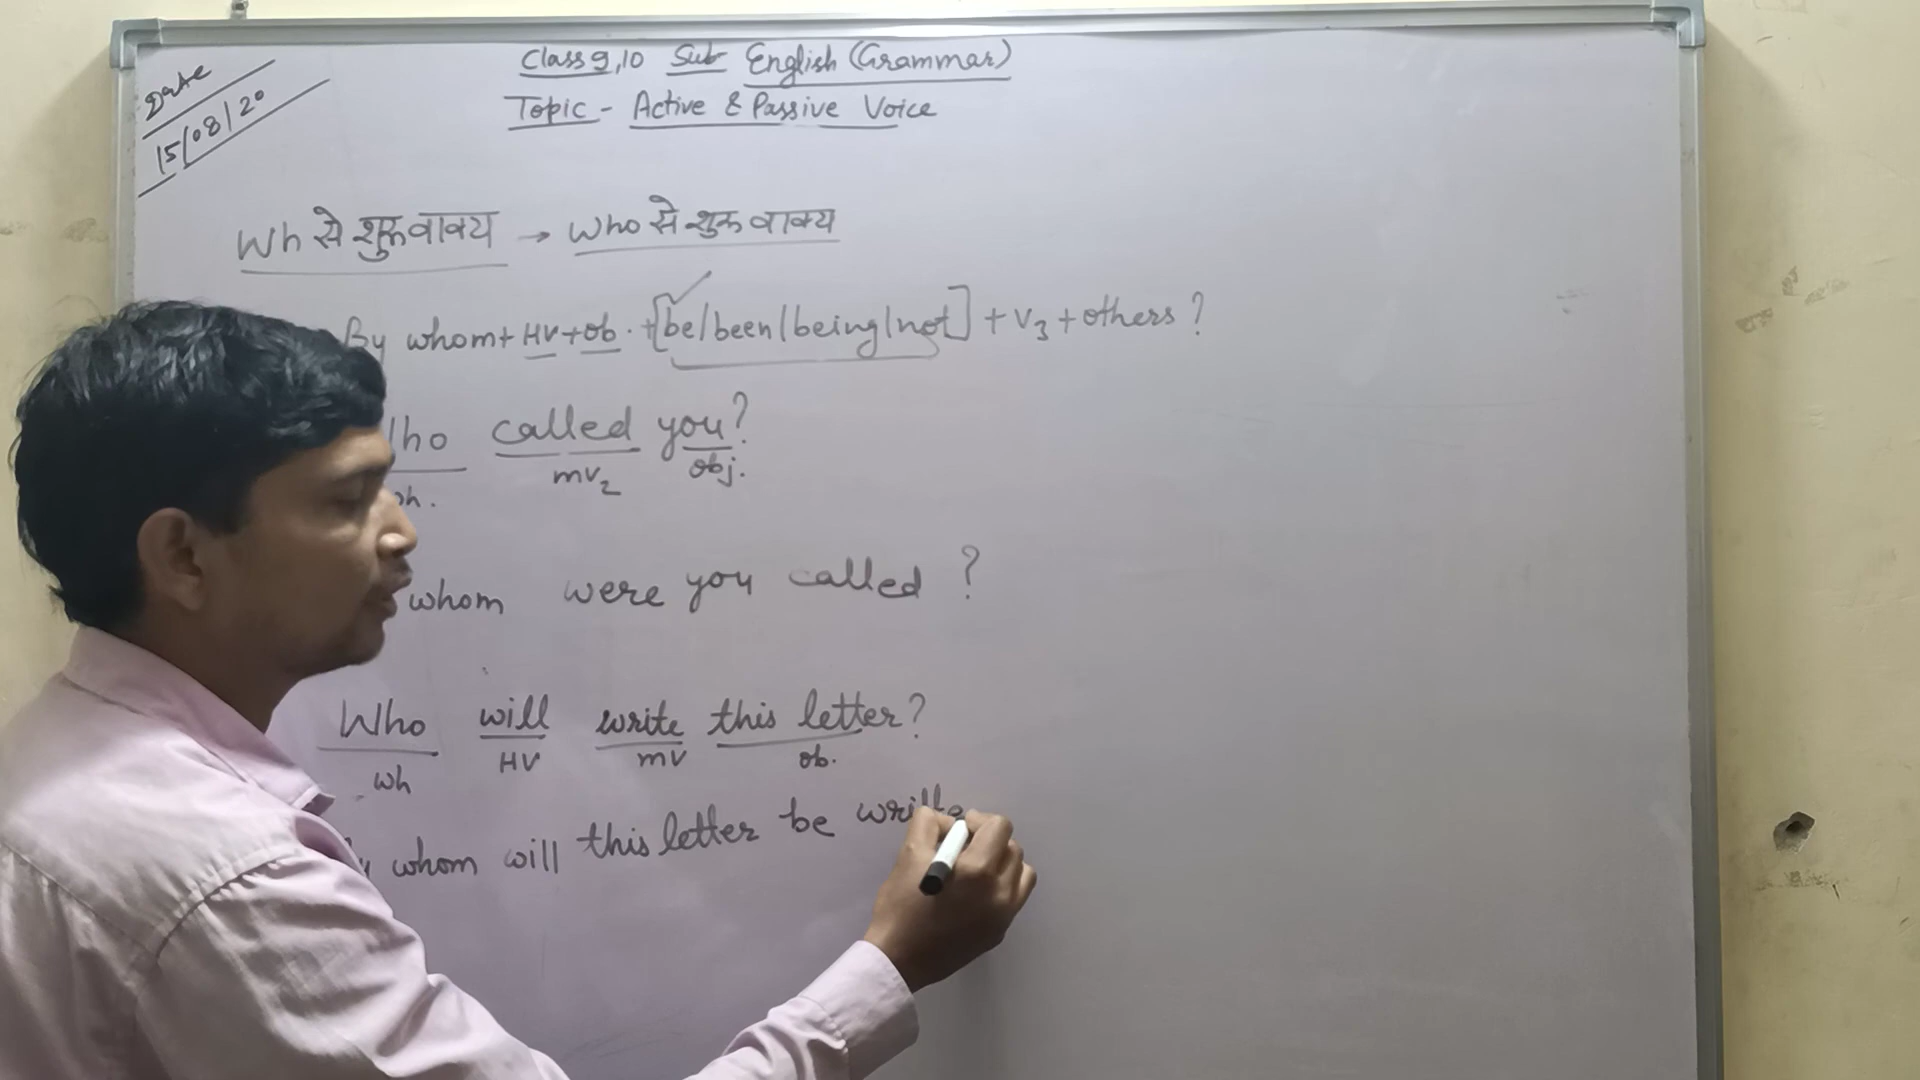 Date
15/08/20
Class 9,10 Sub English (Grammar)
Topic - Active & Passive Voice
Wh से शुरू वाक्य → Who से शुरू वाक्य
By whom + HV + ob. + [be/been/being/not] + V3 + others ?
called you?
mv2 obj.
whom were you called ?
Who will write this letter?
wh HV mv ob.
whom will this letter be